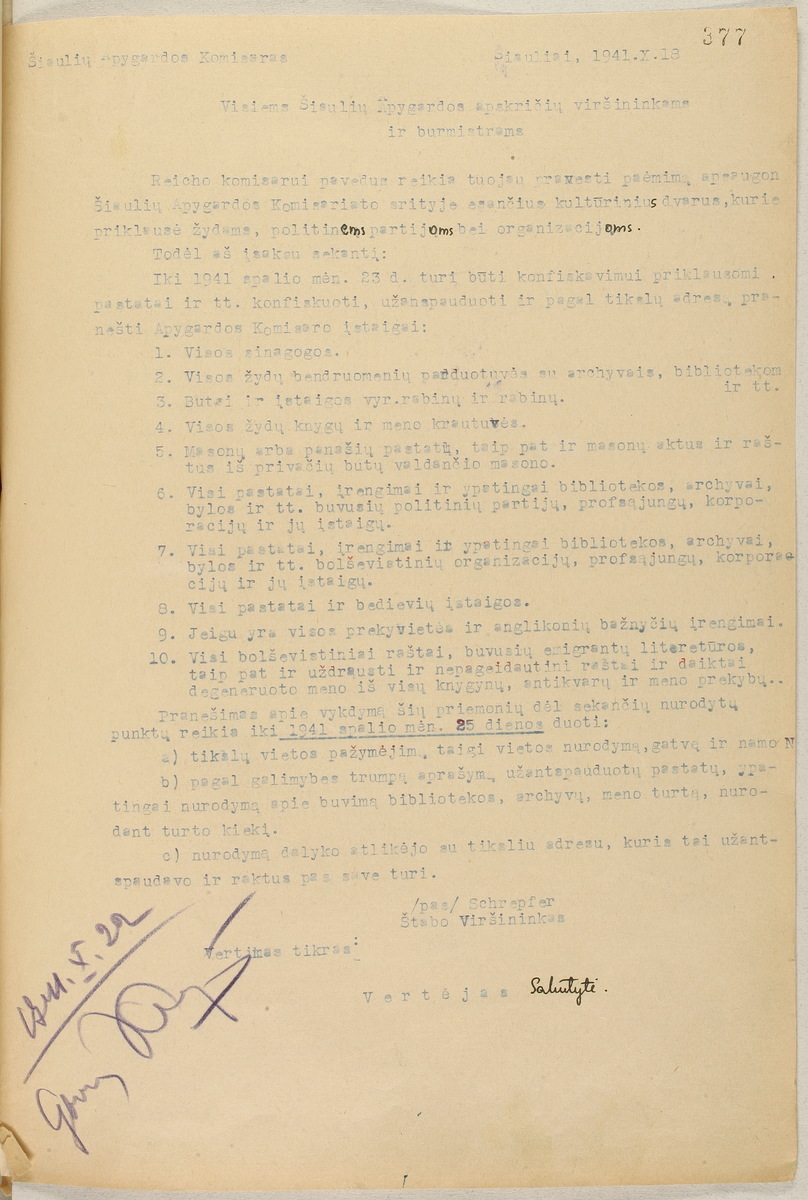 377
Šiaulių Apygardos Komisaras Šiauliai, 1941.X.18
Visiems Šiaulių Apygardos apskričių viršininkams
ir burmistrams
Reicho komisarui pavedus reikia tuojau pravesti paėmimą apsaugon
Šiaulių Apygardos Komisariato srityje esančius kultūrinius dvarus,kurie
priklausė žydams, politinems partijoms bei organizacijoms.
Todėl aš įsakau sekantį:
Iki 1941 spalio mėn. 23 d. turi būti konfiskavimui priklausomi .
pastatai ir tt. konfiskuoti, užanspauduoti ir pagal tikslų adresą pra-
nešti Apygardos Komisaro įstaigai:
1. Visos sinagogos.
2. Visos žydų bendruomenių parduotuvės su archyvais, bibliotekom
ir tt.
3. Butai ir įstaigos vyr.rabinų ir rabinų.
4. Visos žydų knygų ir meno krautuvės.
5. Masonų arba panašių pastatų, taip pat ir masonų aktus ir raš-
tus iš privačių butų valdančio masono.
6. Visi pastatai, įrengimai ir ypatingai bibliotekos, archyvai,
bylos ir tt. buvusių politinių partijų, profsąjungų, korpo-
racijų ir jų įstaigų.
7. Visi pastatai, įrengimai ir ypatingai bibliotekos, archyvai,
bylos ir tt. bolševistinių organizacijų, profsąjungų, korpora-
cijų ir jų įstaigų.
8. Visi pastatai ir bedievių įstaigos.
9. Jeigu yra visos prekyvietės ir anglikonių bažnyčių įrengimai.
10. Visi bolševistiniai raštai, buvusių emigrantų literetūros,
taip pat ir uždrausti ir nepageidautini raštai ir daiktai
degeneruoto meno iš visų knygynų, antikvarų ir meno prekybų..
Pranešimas apie vykdymą šių priemonių dėl sekančių nurodytų
punktų reikia iki 1941 spalio mėn. 25 dienos duoti:
a) tikslų vietos pažymėjimą taigi vietos nurodymą,gatvę ir namo N
b) pagal galimybes trumpą aprašymą užantspauduotų pastatų, ypa-
tingai nurodymą apie buvimą bibliotekos, archyvų, meno turtą, nuro-
dant turto kiekį.
c) nurodymą dalyko atlikėjo su tiksliu adresu, kuris tai užant-
spaudavo ir raktus pas save turi.
/pas/ Schrepfer
Štabo Viršininkas
Vertimas tikras:
Vertėjas Sakutytė.